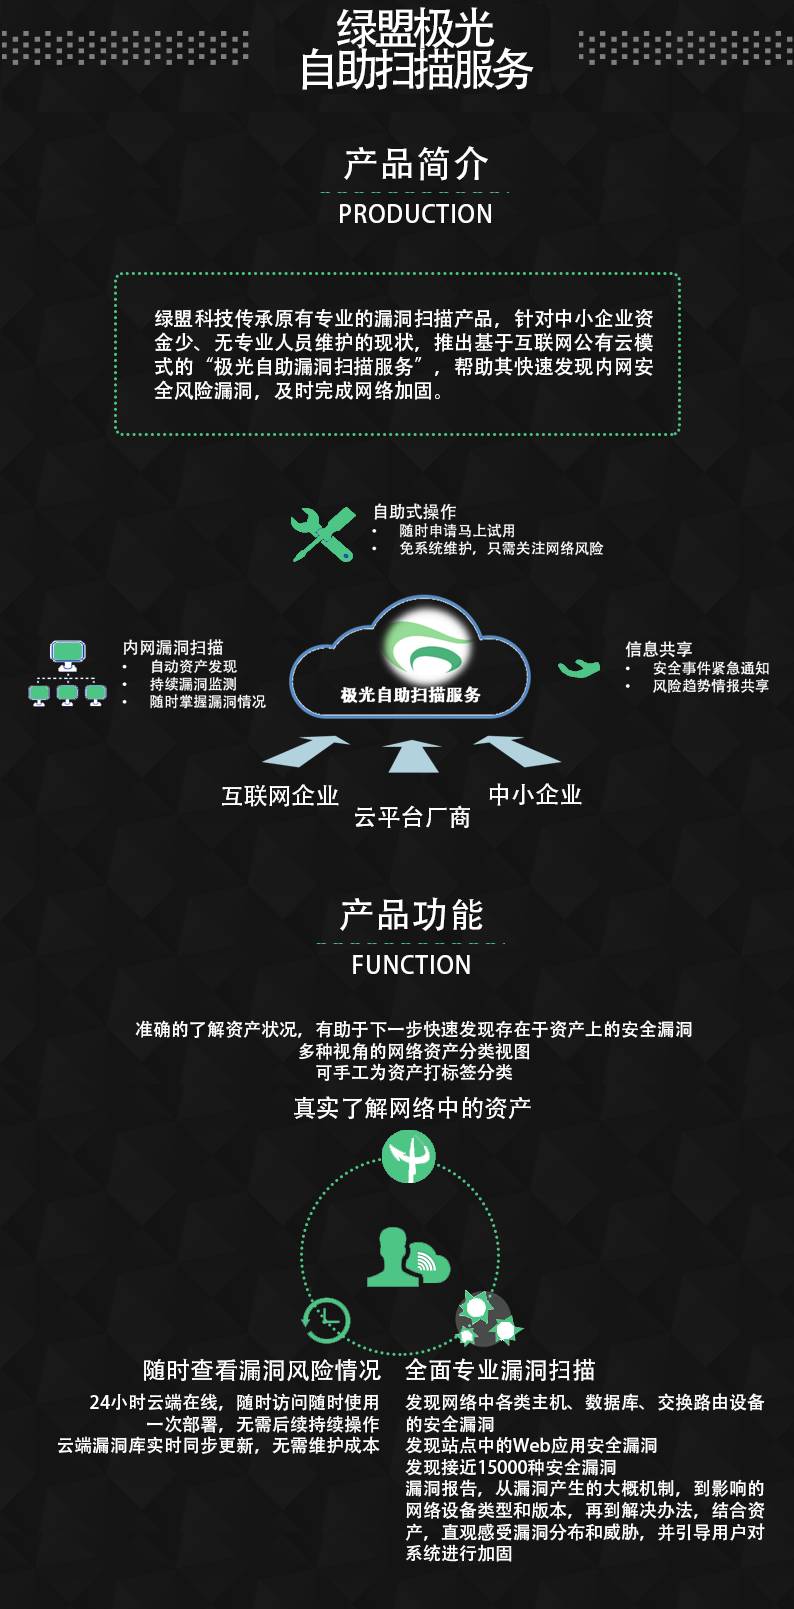 绿盟极光
自助扫描服务
产品简介
PRODUCTION
绿盟科技传承原有专业的漏洞扫描产品，针对中小企业资
金少、无专业人员维护的现状，推出基于互联网公有云模
式的“极光自助漏洞扫描服务”，帮助其快速发现内网安
全风险漏洞，及时完成网络加固。
自助式操作
• 随时申请马上试用
• 免系统维护，只需关注网络风险
内网漏洞扫描
• 自动资产发现
• 持续漏洞监测
• 随时掌握漏洞情况
极光自助扫描服务
信息共享
• 安全事件紧急通知
• 风险趋势情报共享
互联网企业
云平台厂商
中小企业
产品功能
FUNCTION
准确的了解资产状况，有助于下一步快速发现存在于资产上的安全漏洞
多种视角的网络资产分类视图
可手工为资产打标签分类
真实了解网络中的资产
随时查看漏洞风险情况
24小时云端在线，随时访问随时使用
一次部署，无需后续持续操作
云端漏洞库实时同步更新，无需维护成本
全面专业漏洞扫描
发现网络中各类主机、数据库、交换路由设备
的安全漏洞
发现站点中的Web应用安全漏洞
发现接近15000种安全漏洞
漏洞报告，从漏洞产生的大概机制，到影响的
网络设备类型和版本，再到解决办法，结合资
产，直观感受漏洞分布和威胁，并引导用户对
系统进行加固